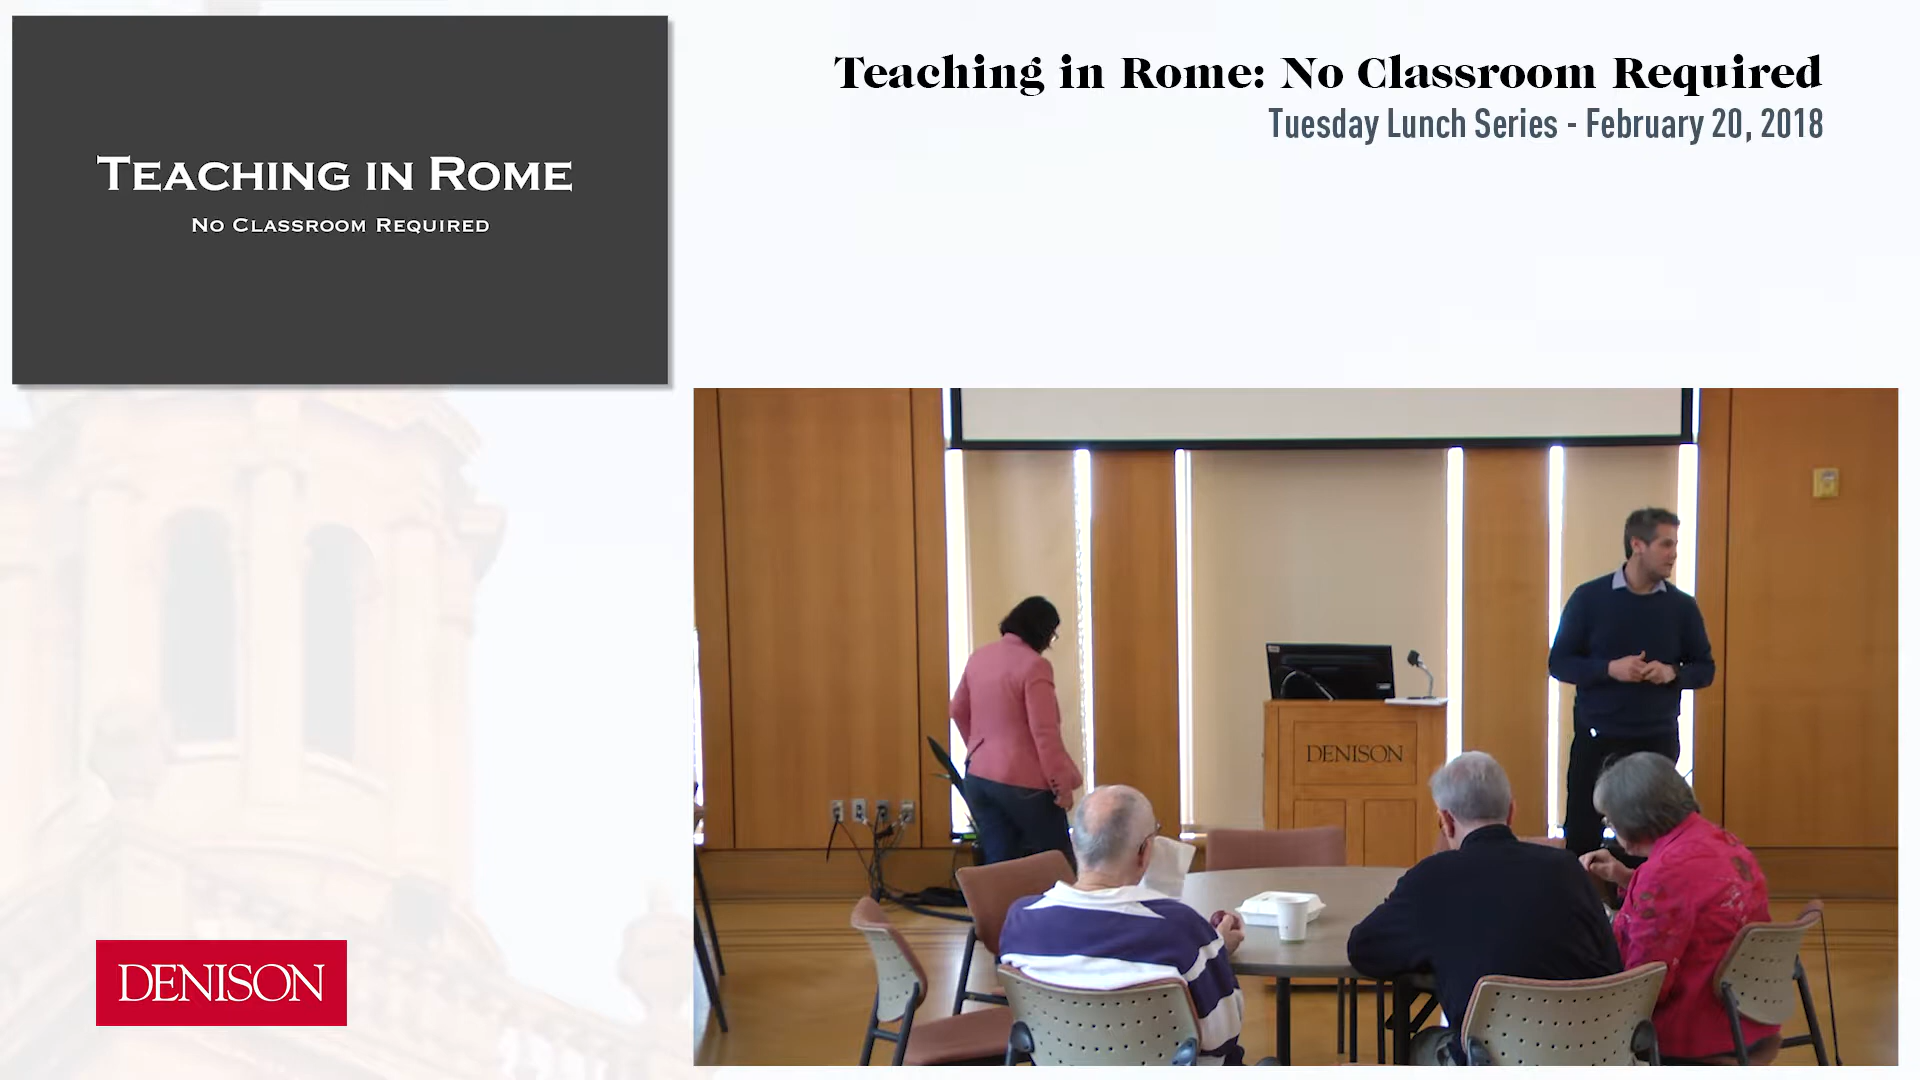 Teaching in Rome
No Classroom Required
Teaching in Rome: No Classroom Required
Tuesday Lunch Series - February 20, 2018
DENISON
DENISON